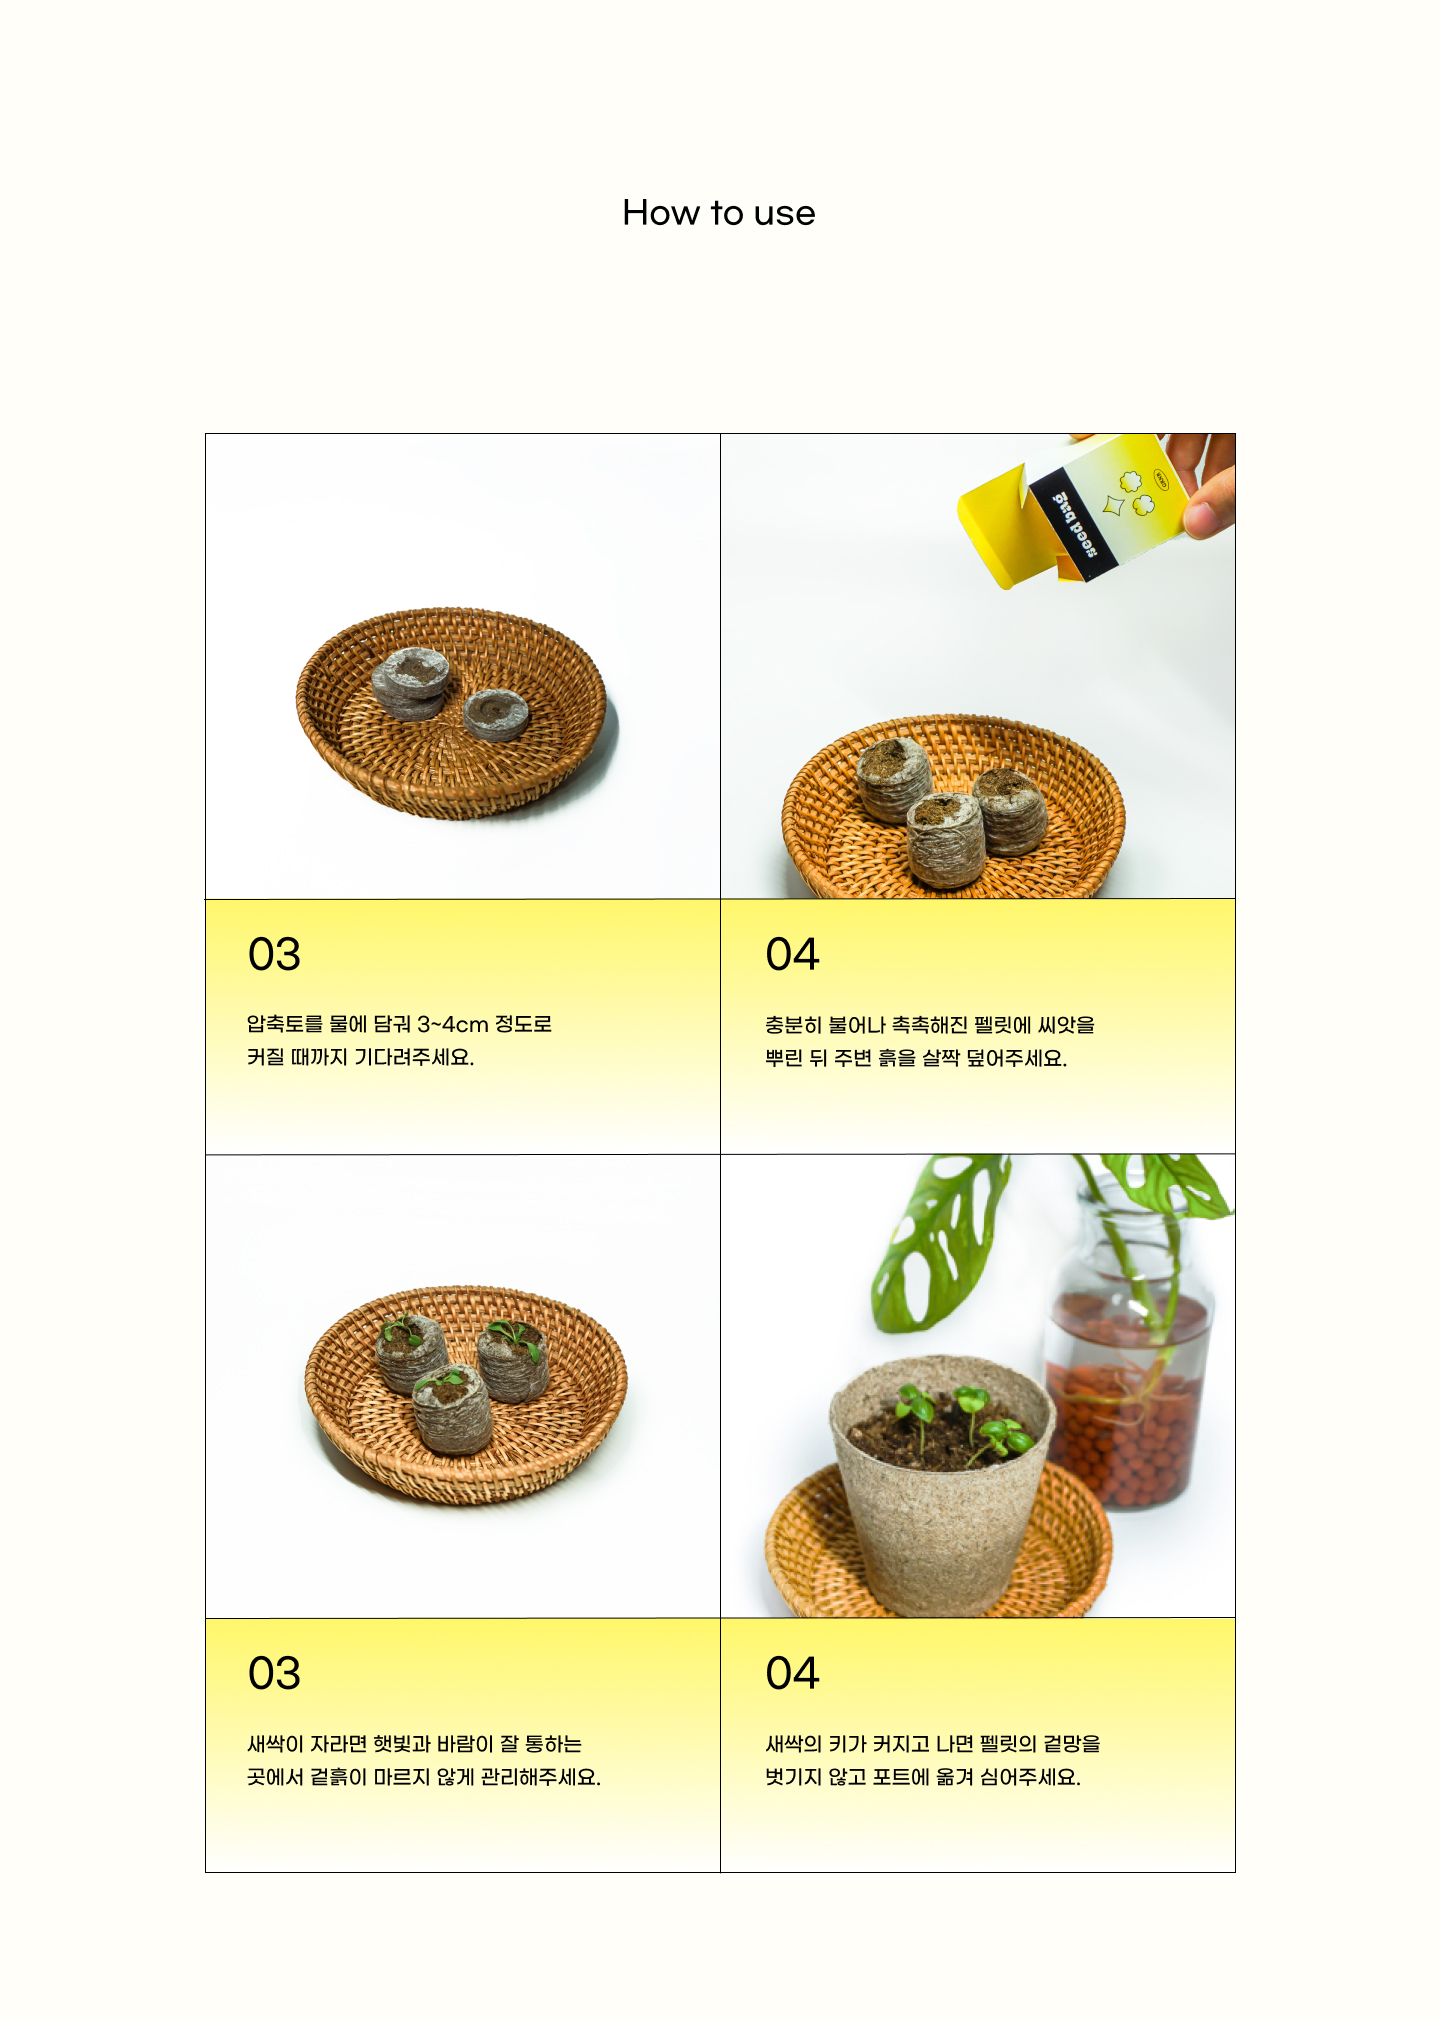 How to use
seed bag
03
압축토를 물에 담궈 3~4cm 정도로
커질 때까지 기다려주세요.
04
충분히 불어나 촉촉해진 펠릿에 씨앗을
뿌린 뒤 주변 흙을 살짝 덮어주세요.
03
새싹이 자라면 햇빛과 바람이 잘 통하는
곳에서 겉흙이 마르지 않게 관리해주세요.
04
새싹의 키가 커지고 나면 펠릿의 겉망을
벗기지 않고 포트에 옮겨 심어주세요.